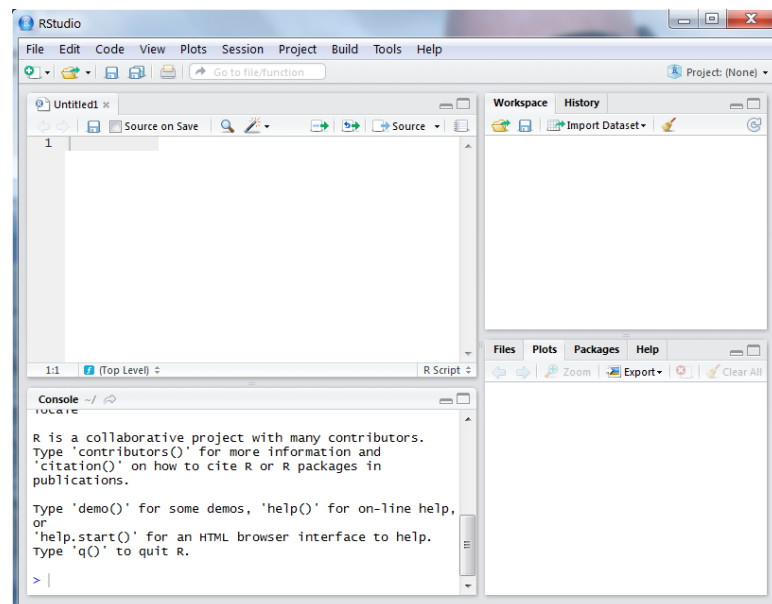 RStudio
File Edit Code View Plots Session Project Build Tools Help
Go to file/function
Project: (None)
Untitled1
Source on Save
Source
1
1:1
(Top Level)
R Script
Console ~/
locale
R is a collaborative project with many contributors.
Type 'contributors()' for more information and
'citation()' on how to cite R or R packages in
publications.
Type 'demo()' for some demos, 'help()' for on-line help,
or
'help.start()' for an HTML browser interface to help.
Type 'q()' to quit R.
>
Workspace History
Import Dataset
Files Plots Packages Help
Zoom Export Clear All